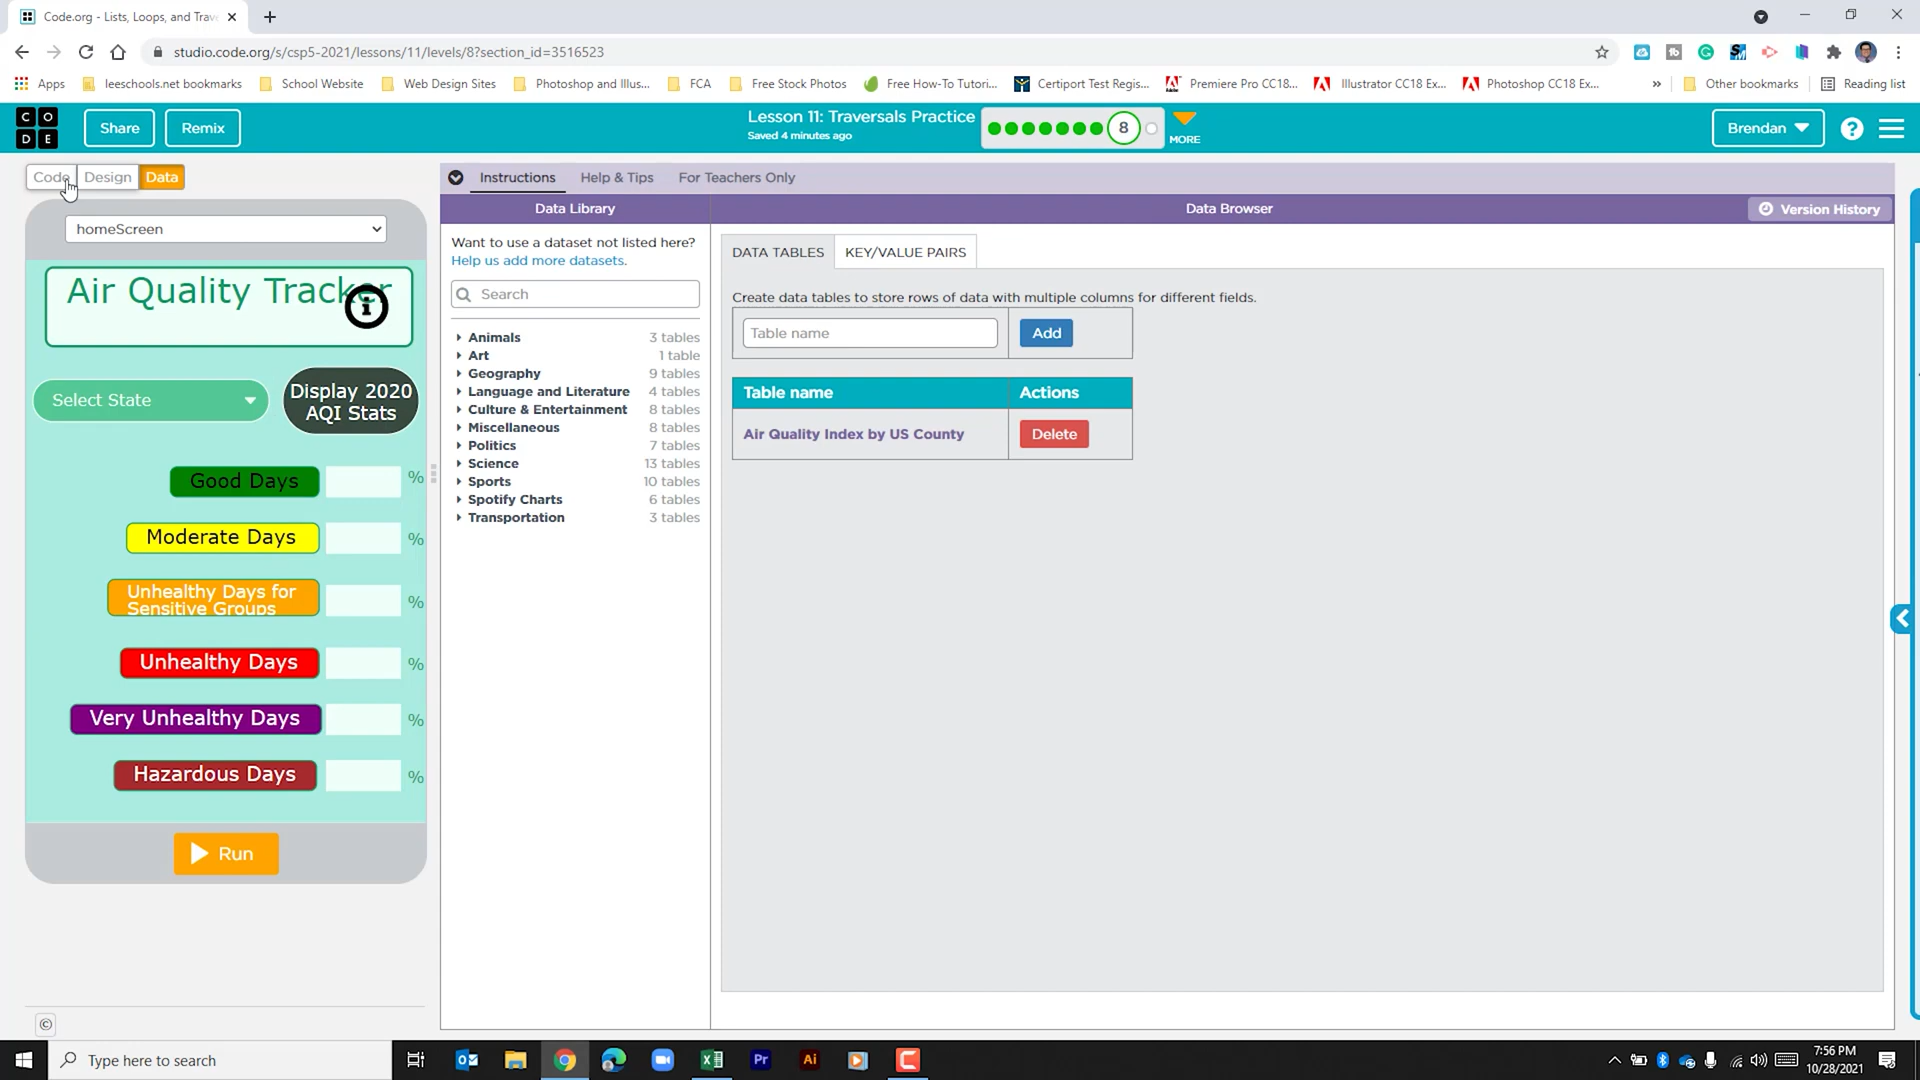 Code.org - Lists, Loops, and Trav
studio.code.org/s/csp5-2021/lessons/11/levels/8?section_id=3516523
Apps leeschools.net bookmarks School Website Web Design Sites Photoshop and Illus... FCA Free Stock Photos Free How-To Tutori... Certiport Test Regis... Premiere Pro CC18... Illustrator CC18 Ex... Photoshop CC18 Ex... » Other bookmarks Reading list
CODE
Share Remix
Lesson 11: Traversals Practice
Saved 4 minutes ago
8
MORE
Brendan
?
Code Design Data
Instructions Help & Tips For Teachers Only
Data Library Data Browser Version History
homeScreen
Air Quality Tracker
Select State
Display 2020
AQI Stats
Good Days %
Moderate Days %
Unhealthy Days for
Sensitive Groups %
Unhealthy Days %
Very Unhealthy Days %
Hazardous Days %
Run
©
Want to use a dataset not listed here?
Help us add more datasets.
Search
Animals 3 tables
Art 1 table
Geography 9 tables
Language and Literature 4 tables
Culture & Entertainment 8 tables
Miscellaneous 8 tables
Politics 7 tables
Science 13 tables
Sports 10 tables
Spotify Charts 6 tables
Transportation 3 tables
DATA TABLES KEY/VALUE PAIRS
Create data tables to store rows of data with multiple columns for different fields.
Table name Add
Table name Actions
Air Quality Index by US County Delete
Type here to search
Pr Ai
7:56 PM
10/28/2021